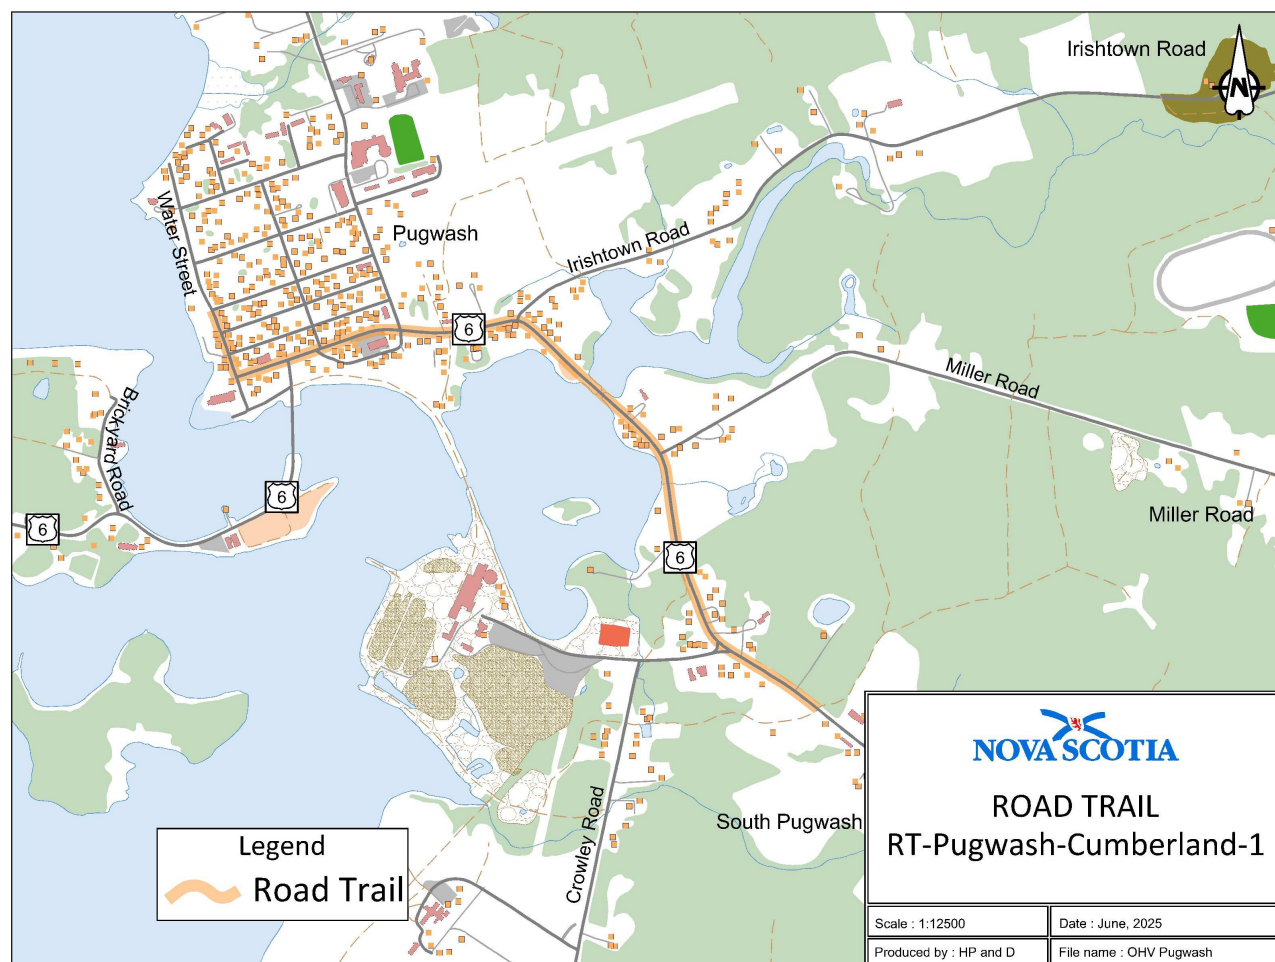 Irishtown Road
N
Water Street
Pugwash
Irishtown Road
6
Miller Road
Brickyard Road
6
6
Miller Road
6
NOVA SCOTIA
ROAD TRAIL
RT-Pugwash-Cumberland-1
South Pugwash
Crowley Road
Legend
Road Trail
Scale : 1:12500
Date : June, 2025
Produced by : HP and D
File name : OHV Pugwash